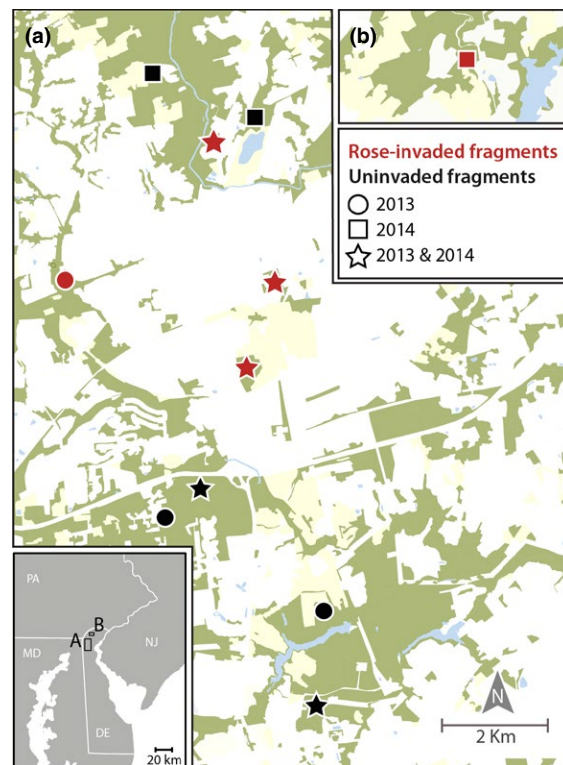 (a)
(b)
Rose-invaded fragments
Uninvaded fragments
2013
2014
2013 & 2014
PA
B
A
NJ
MD
DE
20 km
N
2 Km